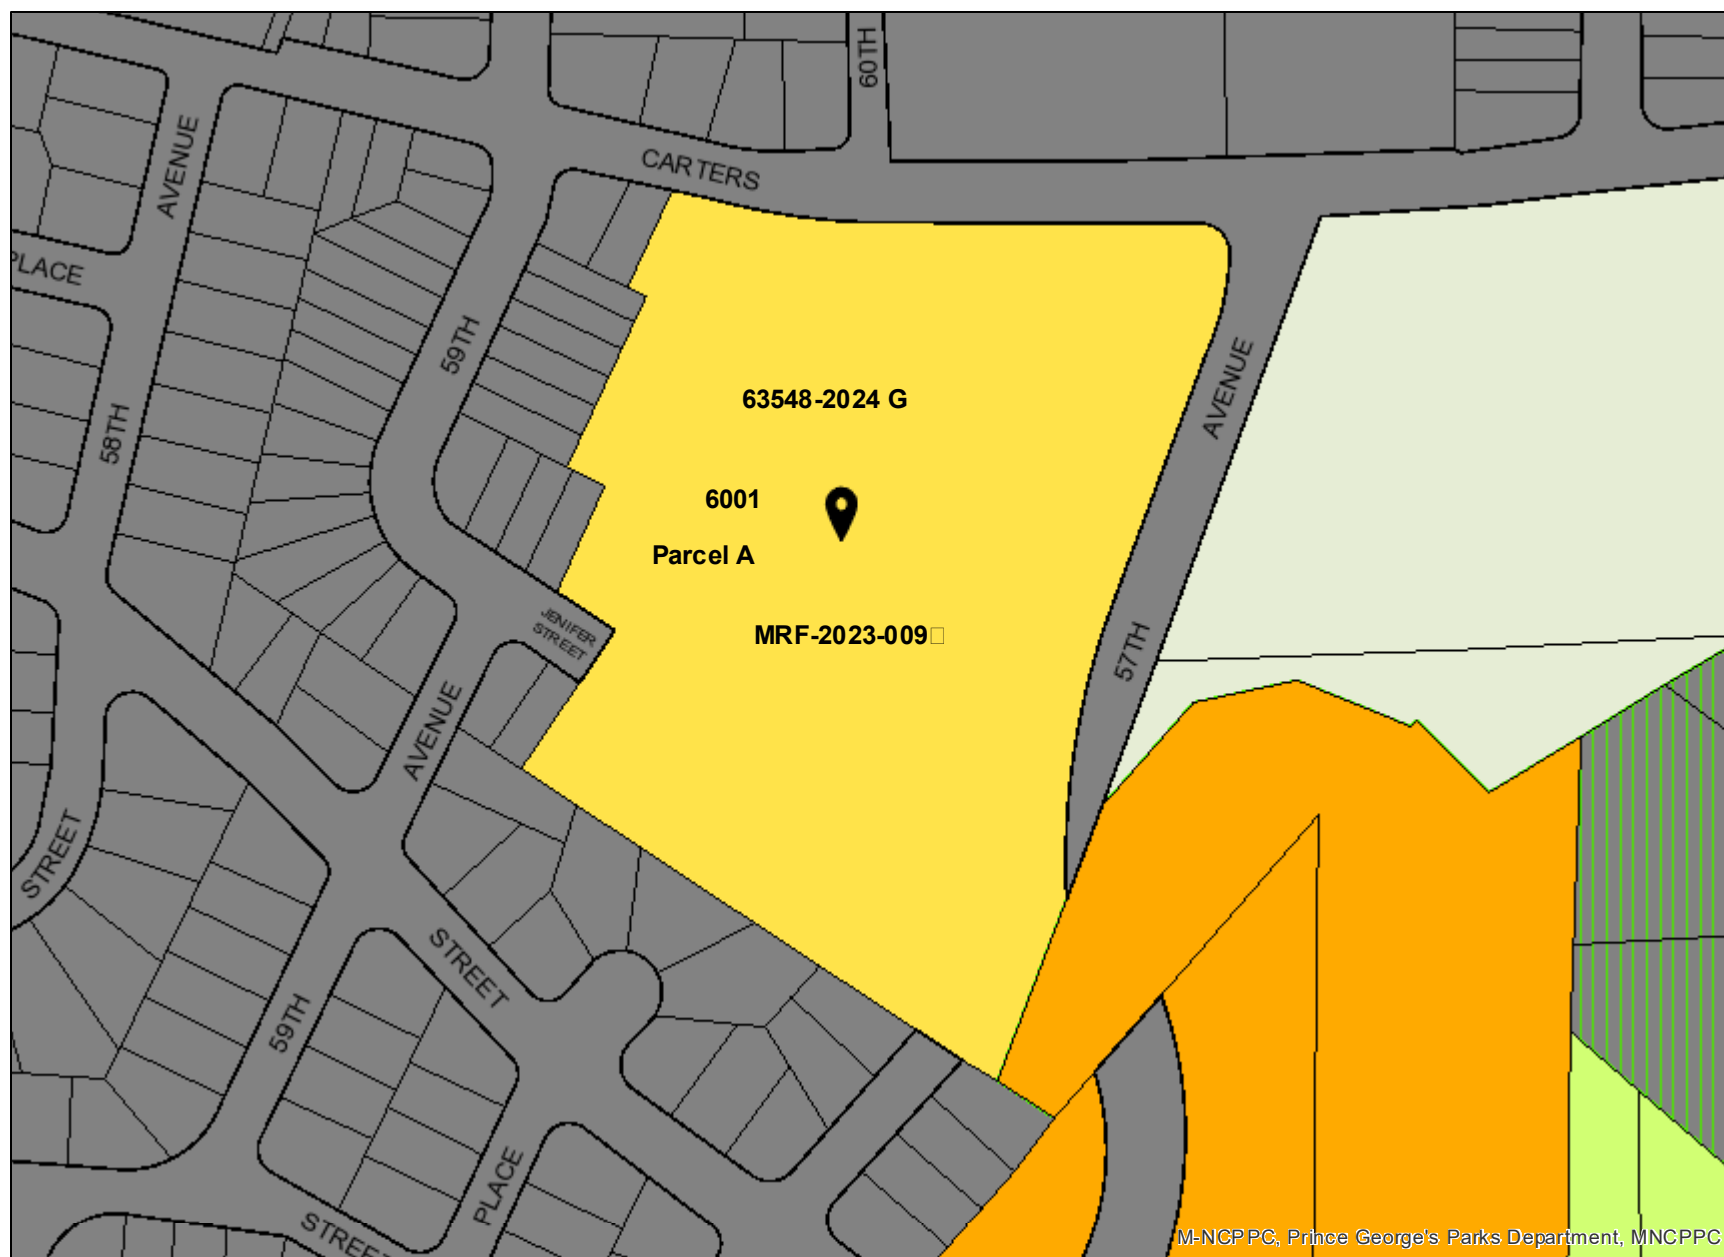 60TH
CARTERS
AVENUE
PLACE
59TH
AVENUE
58TH
63548-2024 G
6001
Parcel A
JENIFER
STREET
MRF-2023-009
57TH
AVENUE
STREET
STREET
59TH
PLACE
STREET
M-NCPPC, Prince George's Parks Department, MNCPPC